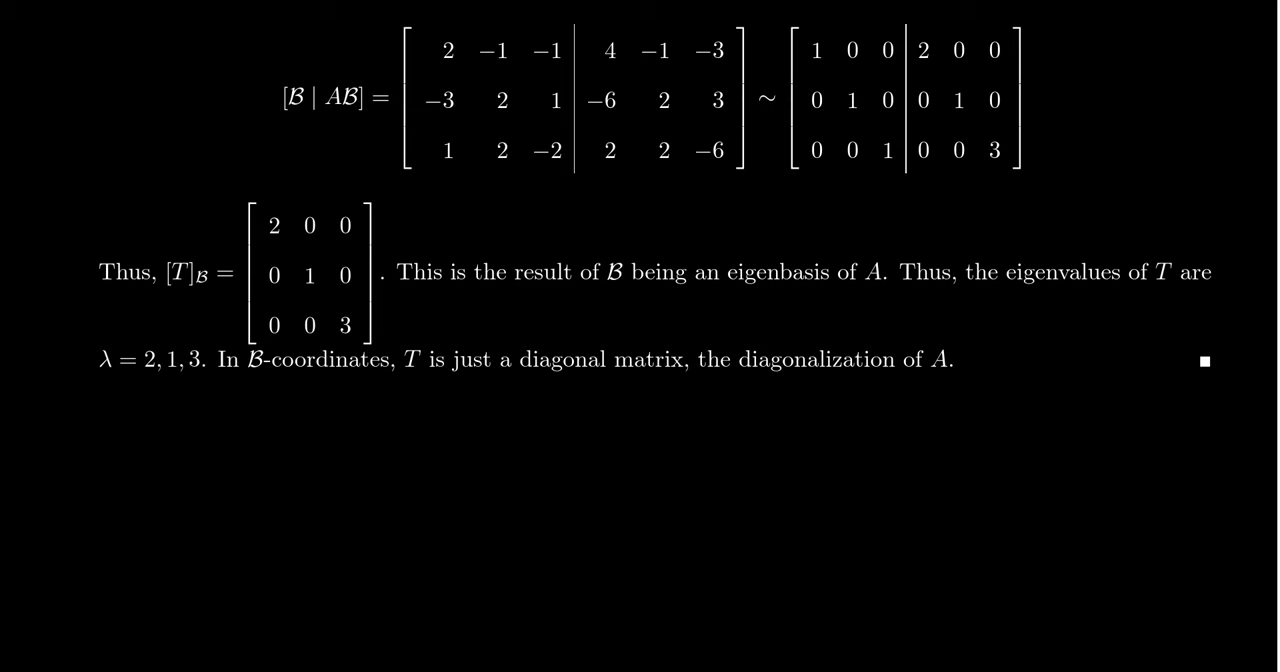 [ℬ | Aℬ] = [ 2 −1 −1 | 4 −1 −3 ; −3 2 1 | −6 2 3 ; 1 2 −2 | 2 2 −6 ] ∼ [ 1 0 0 | 2 0 0 ; 0 1 0 | 0 1 0 ; 0 0 1 | 0 0 3 ]
Thus, [T]ℬ = [ 2 0 0 ; 0 1 0 ; 0 0 3 ]. This is the result of ℬ being an eigenbasis of A. Thus, the eigenvalues of T are
λ = 2, 1, 3. In ℬ-coordinates, T is just a diagonal matrix, the diagonalization of A. ■